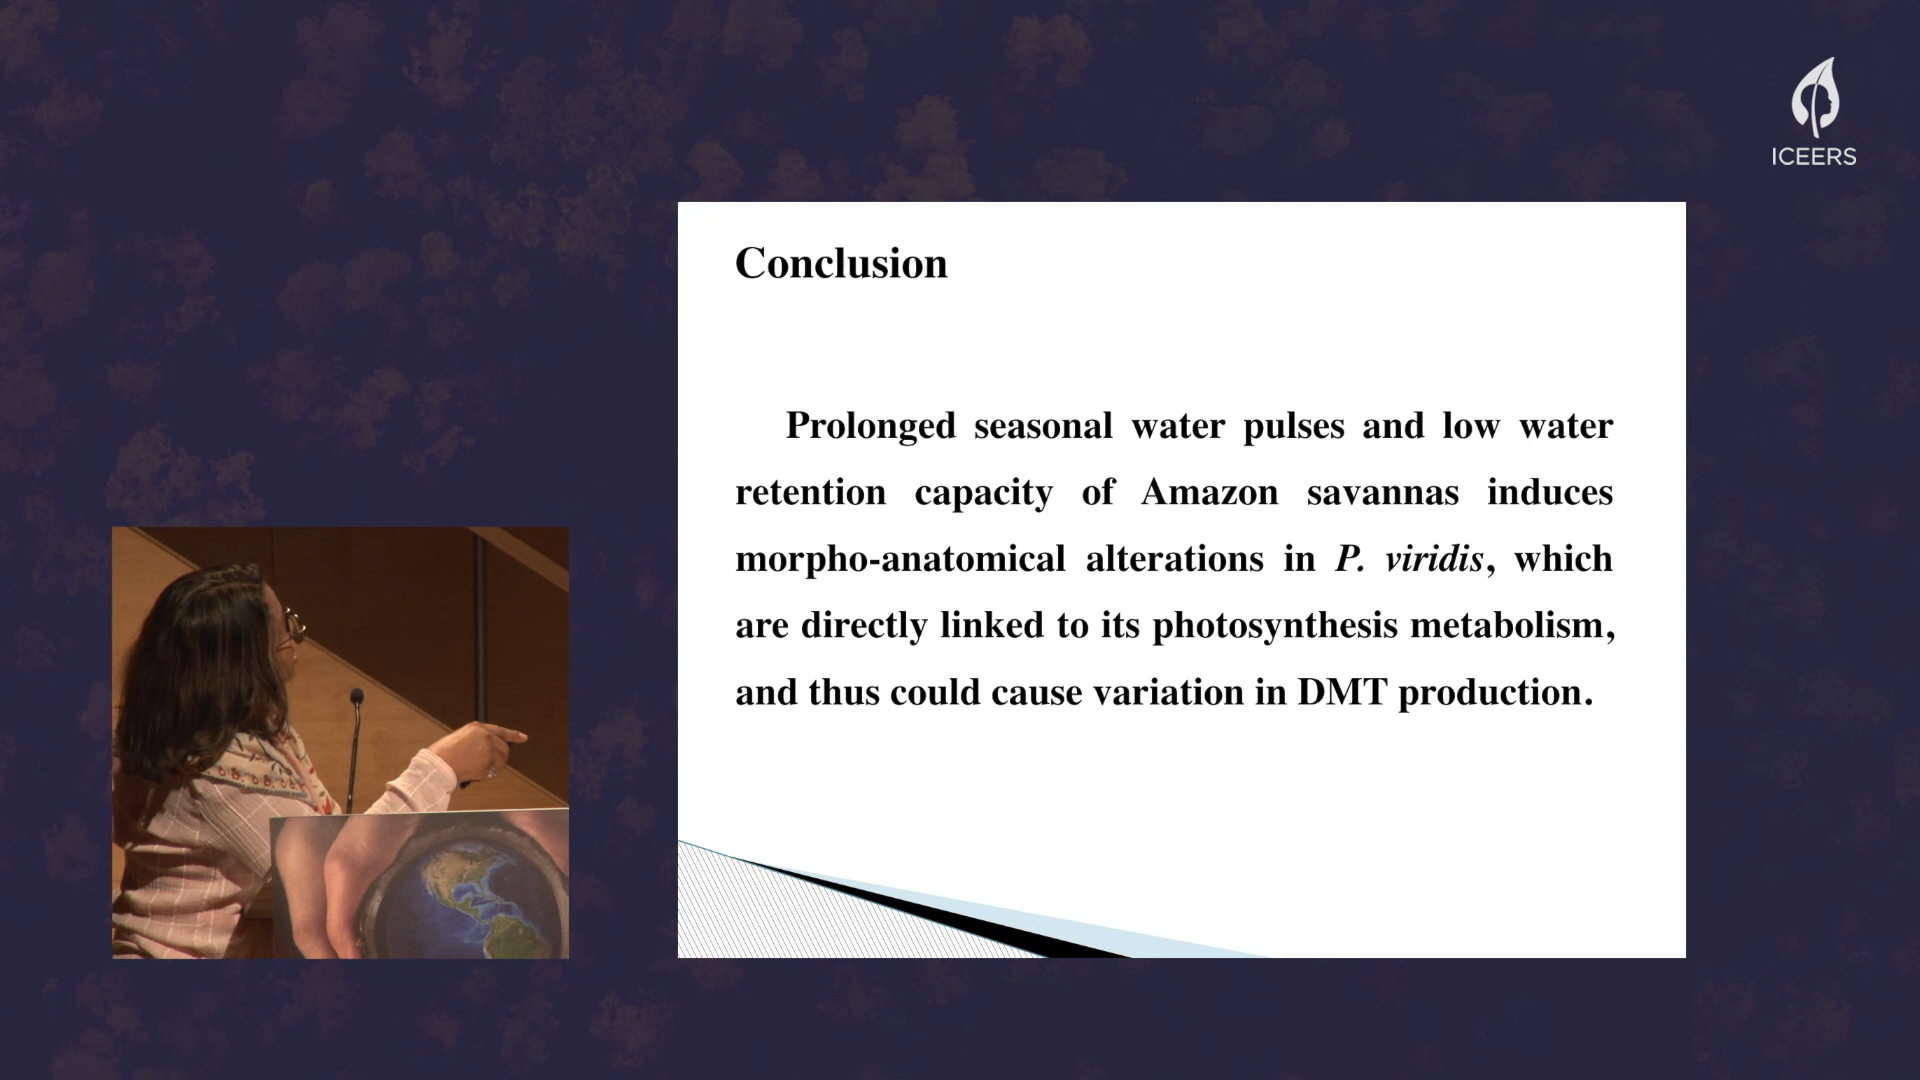 ICEERS
Conclusion
Prolonged seasonal water pulses and low water
retention capacity of Amazon savannas induces
morpho-anatomical alterations in P. viridis, which
are directly linked to its photosynthesis metabolism,
and thus could cause variation in DMT production.